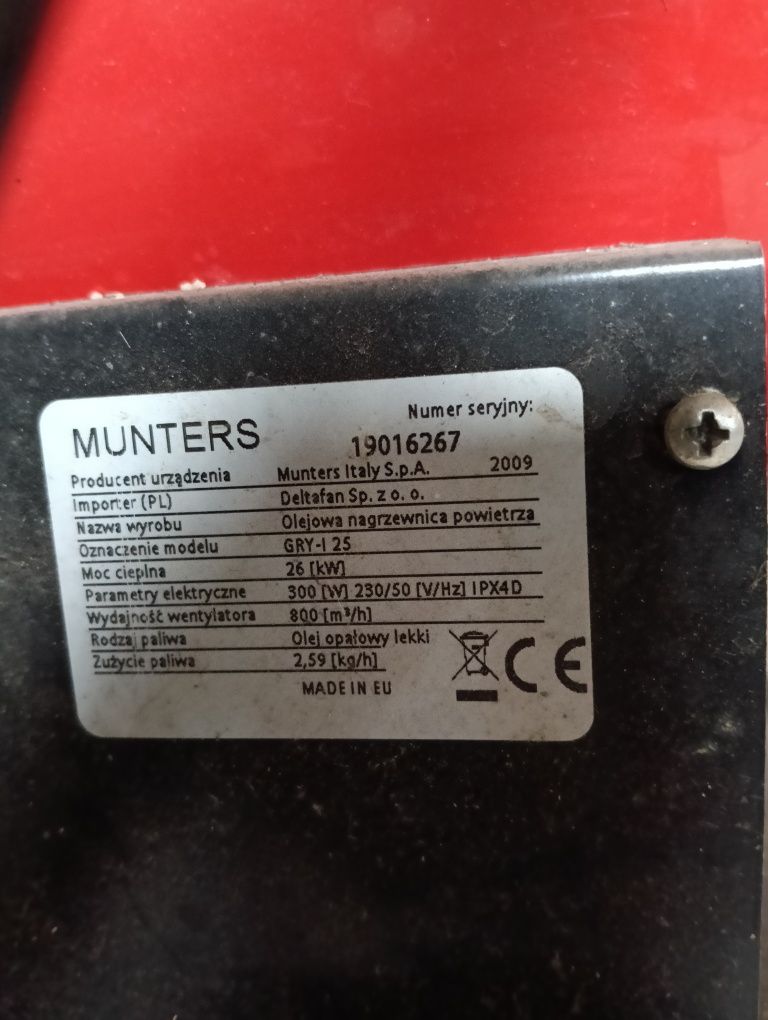 Numer seryjny:
MUNTERS 19016267
Producent urządzenia Munters Italy S.p.A. 2009
Importer (PL) Deltafan Sp. z o. o.
Nazwa wyrobu Olejowa nagrzewnica powietrza
Oznaczenie modelu GRY-I 25
Moc cieplna 26 [kW]
Parametry elektryczne 300 [W] 230/50 [V/Hz] IPX4D
Wydajność wentylatora 800 [m³/h]
Rodzaj paliwa Olej opałowy lekki
Zużycie paliwa 2,59 [kg/h]
MADE IN EU
CE